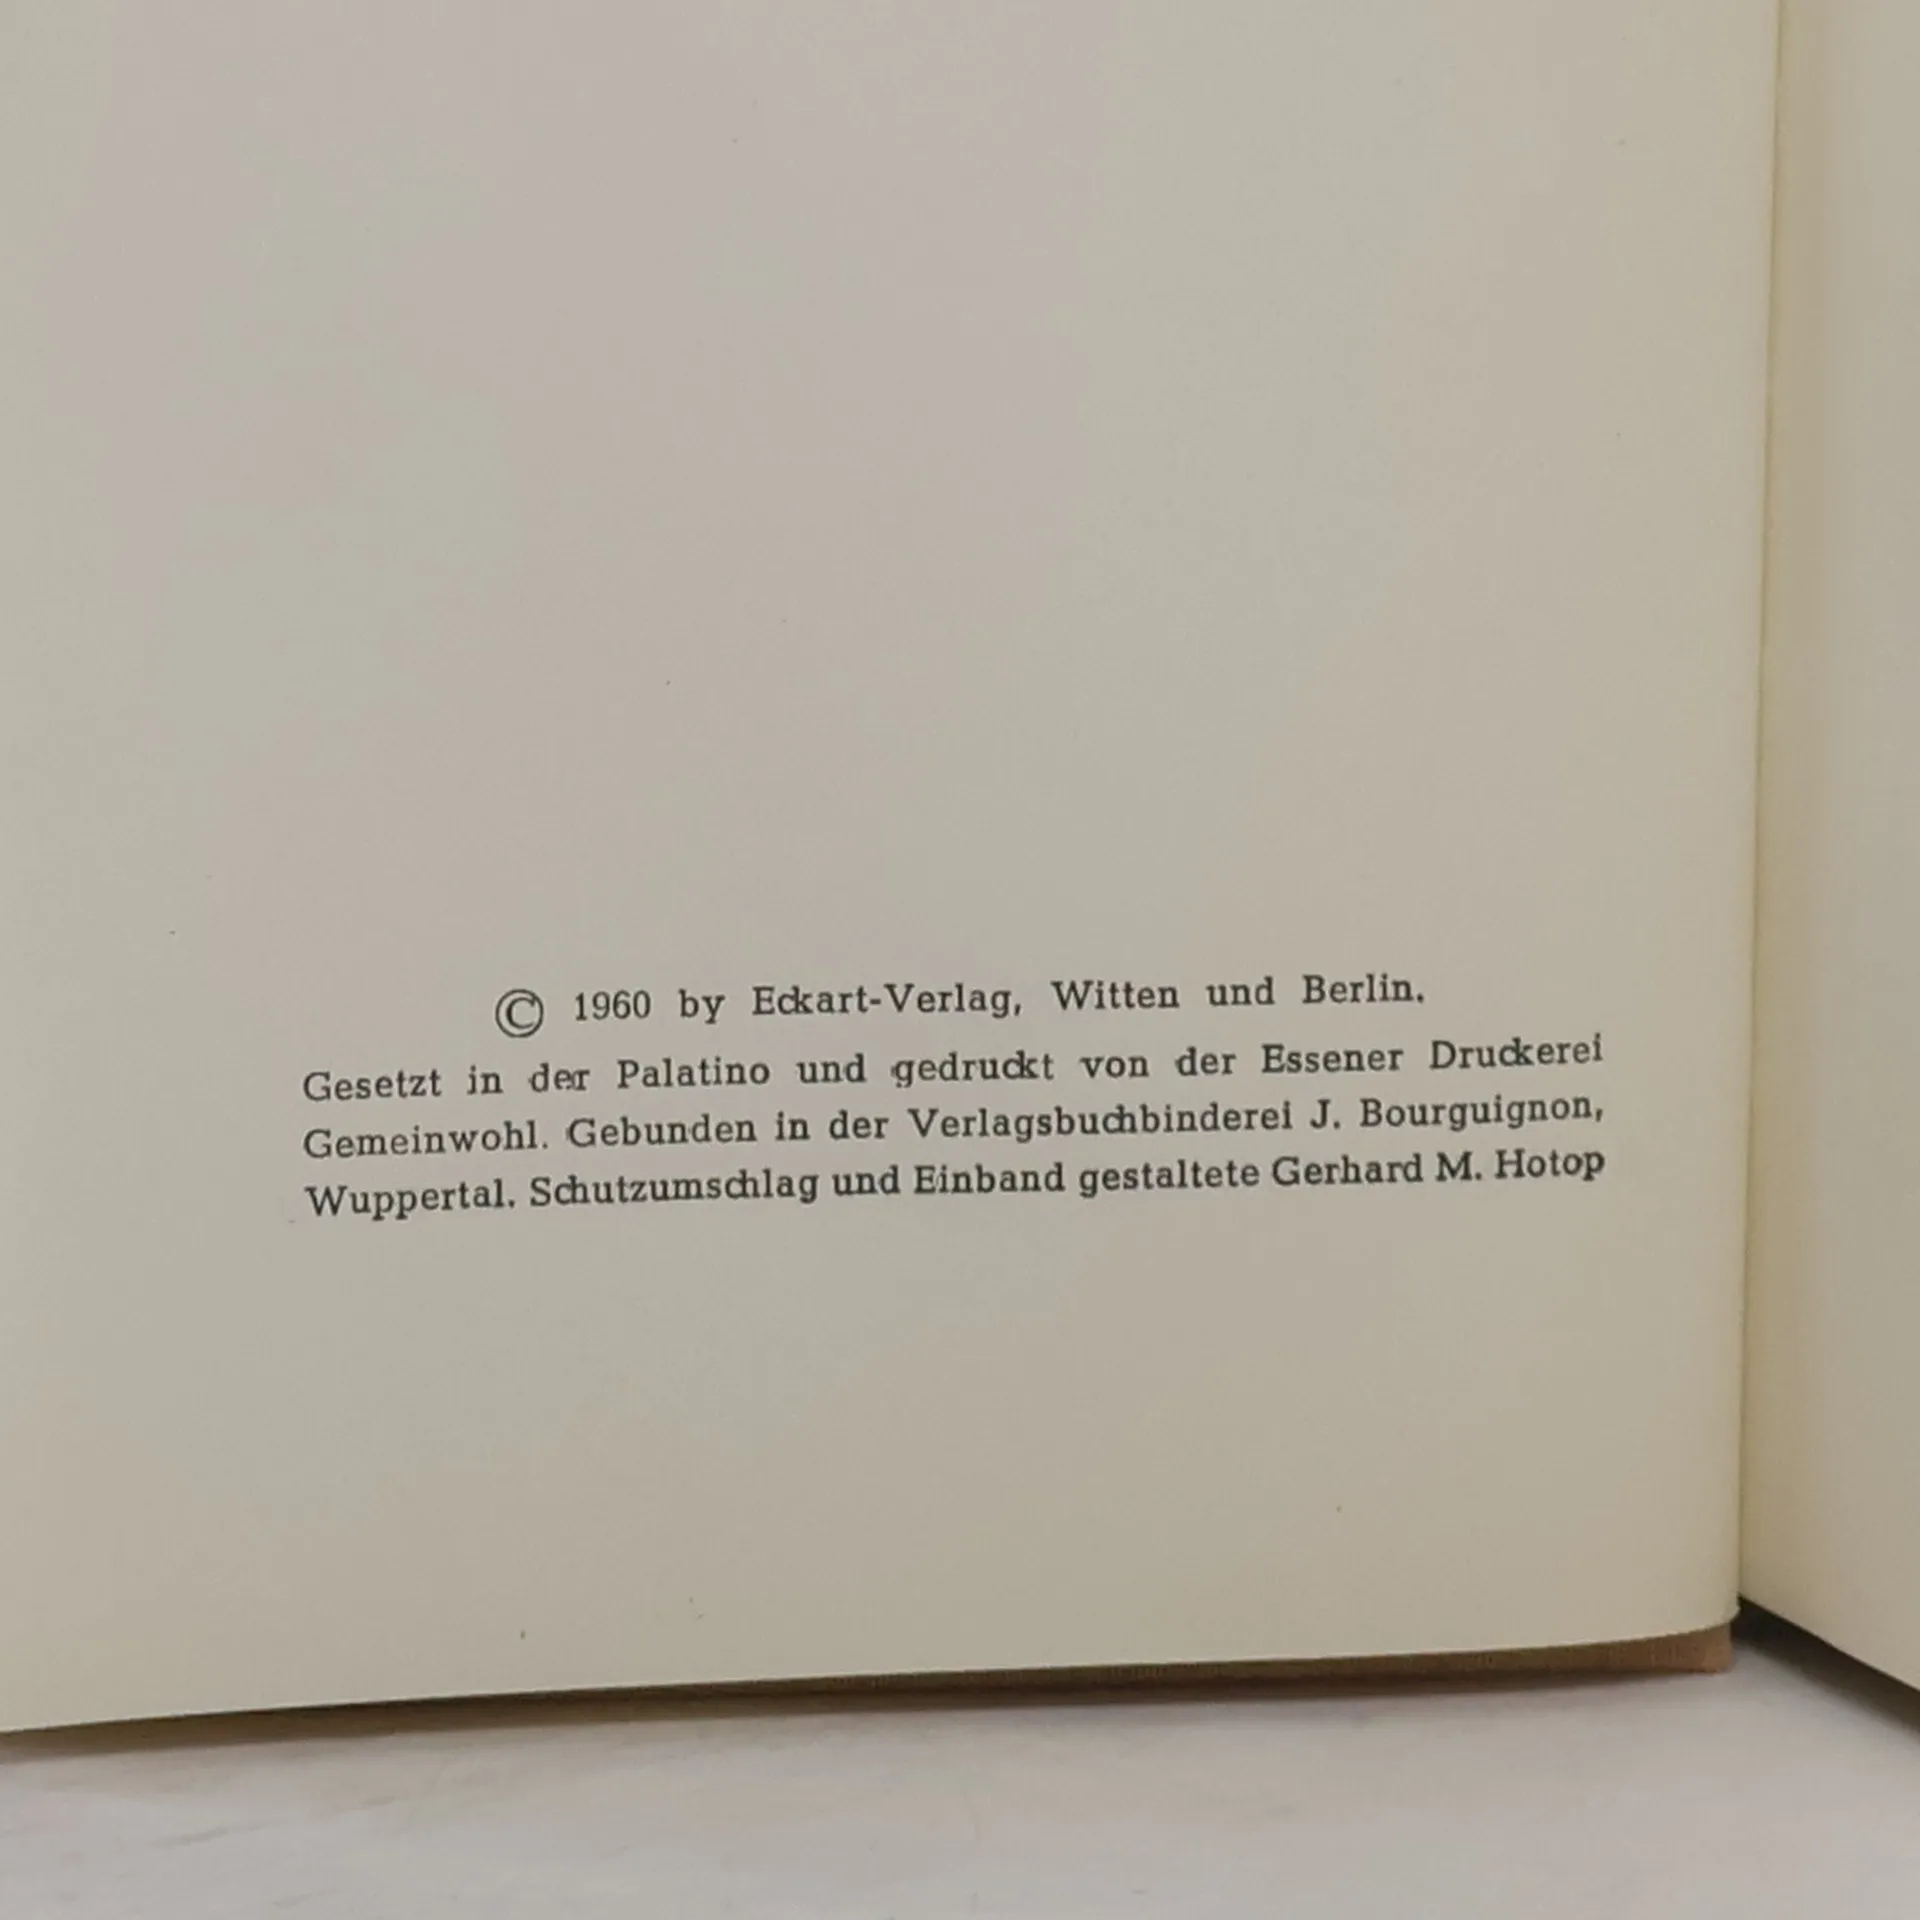 © 1960 by Eckart-Verlag, Witten und Berlin.
Gesetzt in der Palatino und gedruckt von der Essener Druckerei
Gemeinwohl. Gebunden in der Verlagsbuchbinderei J. Bourguignon,
Wuppertal. Schutzumschlag und Einband gestaltete Gerhard M. Hotop